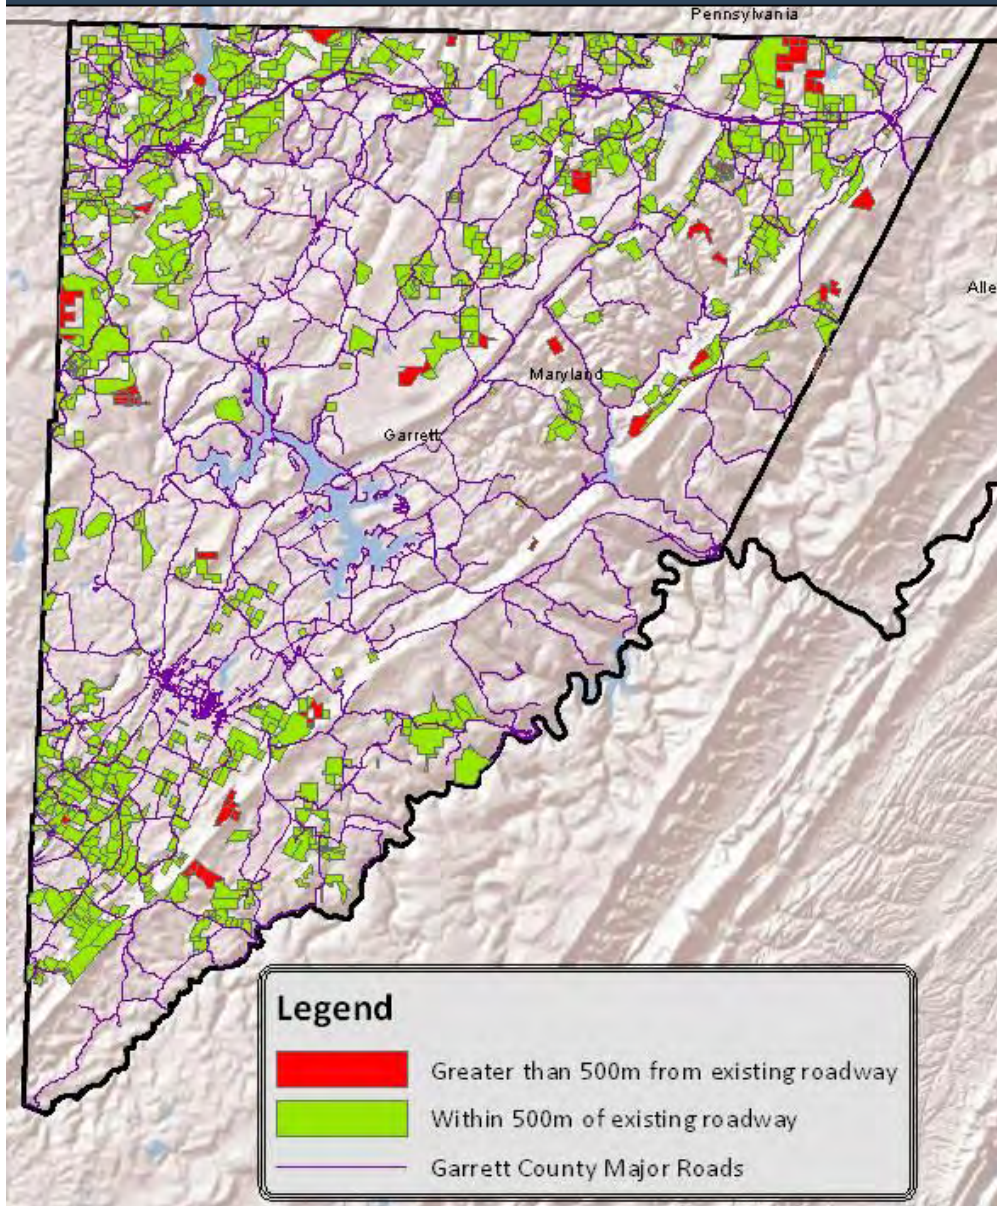 Pennsylvania
Alle
Maryland
Garrett
Legend
Greater than 500m from existing roadway
Within 500m of existing roadway
Garrett County Major Roads